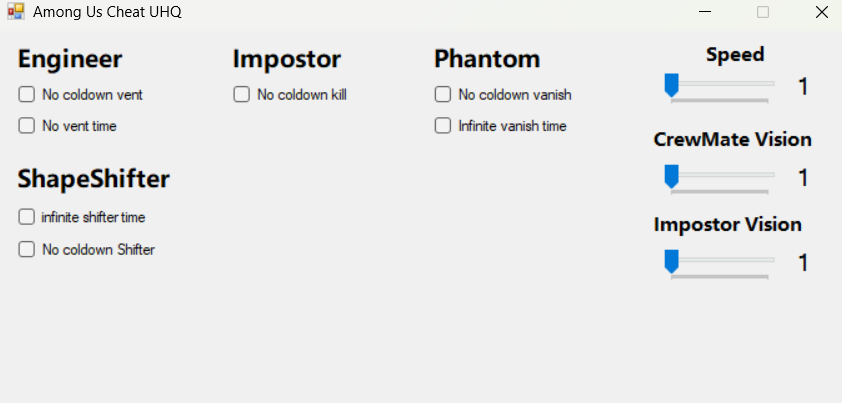 Among Us Cheat UHQ
Engineer
No coldown vent
No vent time
Impostor
No coldown kill
Phantom
No coldown vanish
Infinite vanish time
ShapeShifter
infinite shifter time
No coldown Shifter
Speed
1
CrewMate Vision
1
Impostor Vision
1